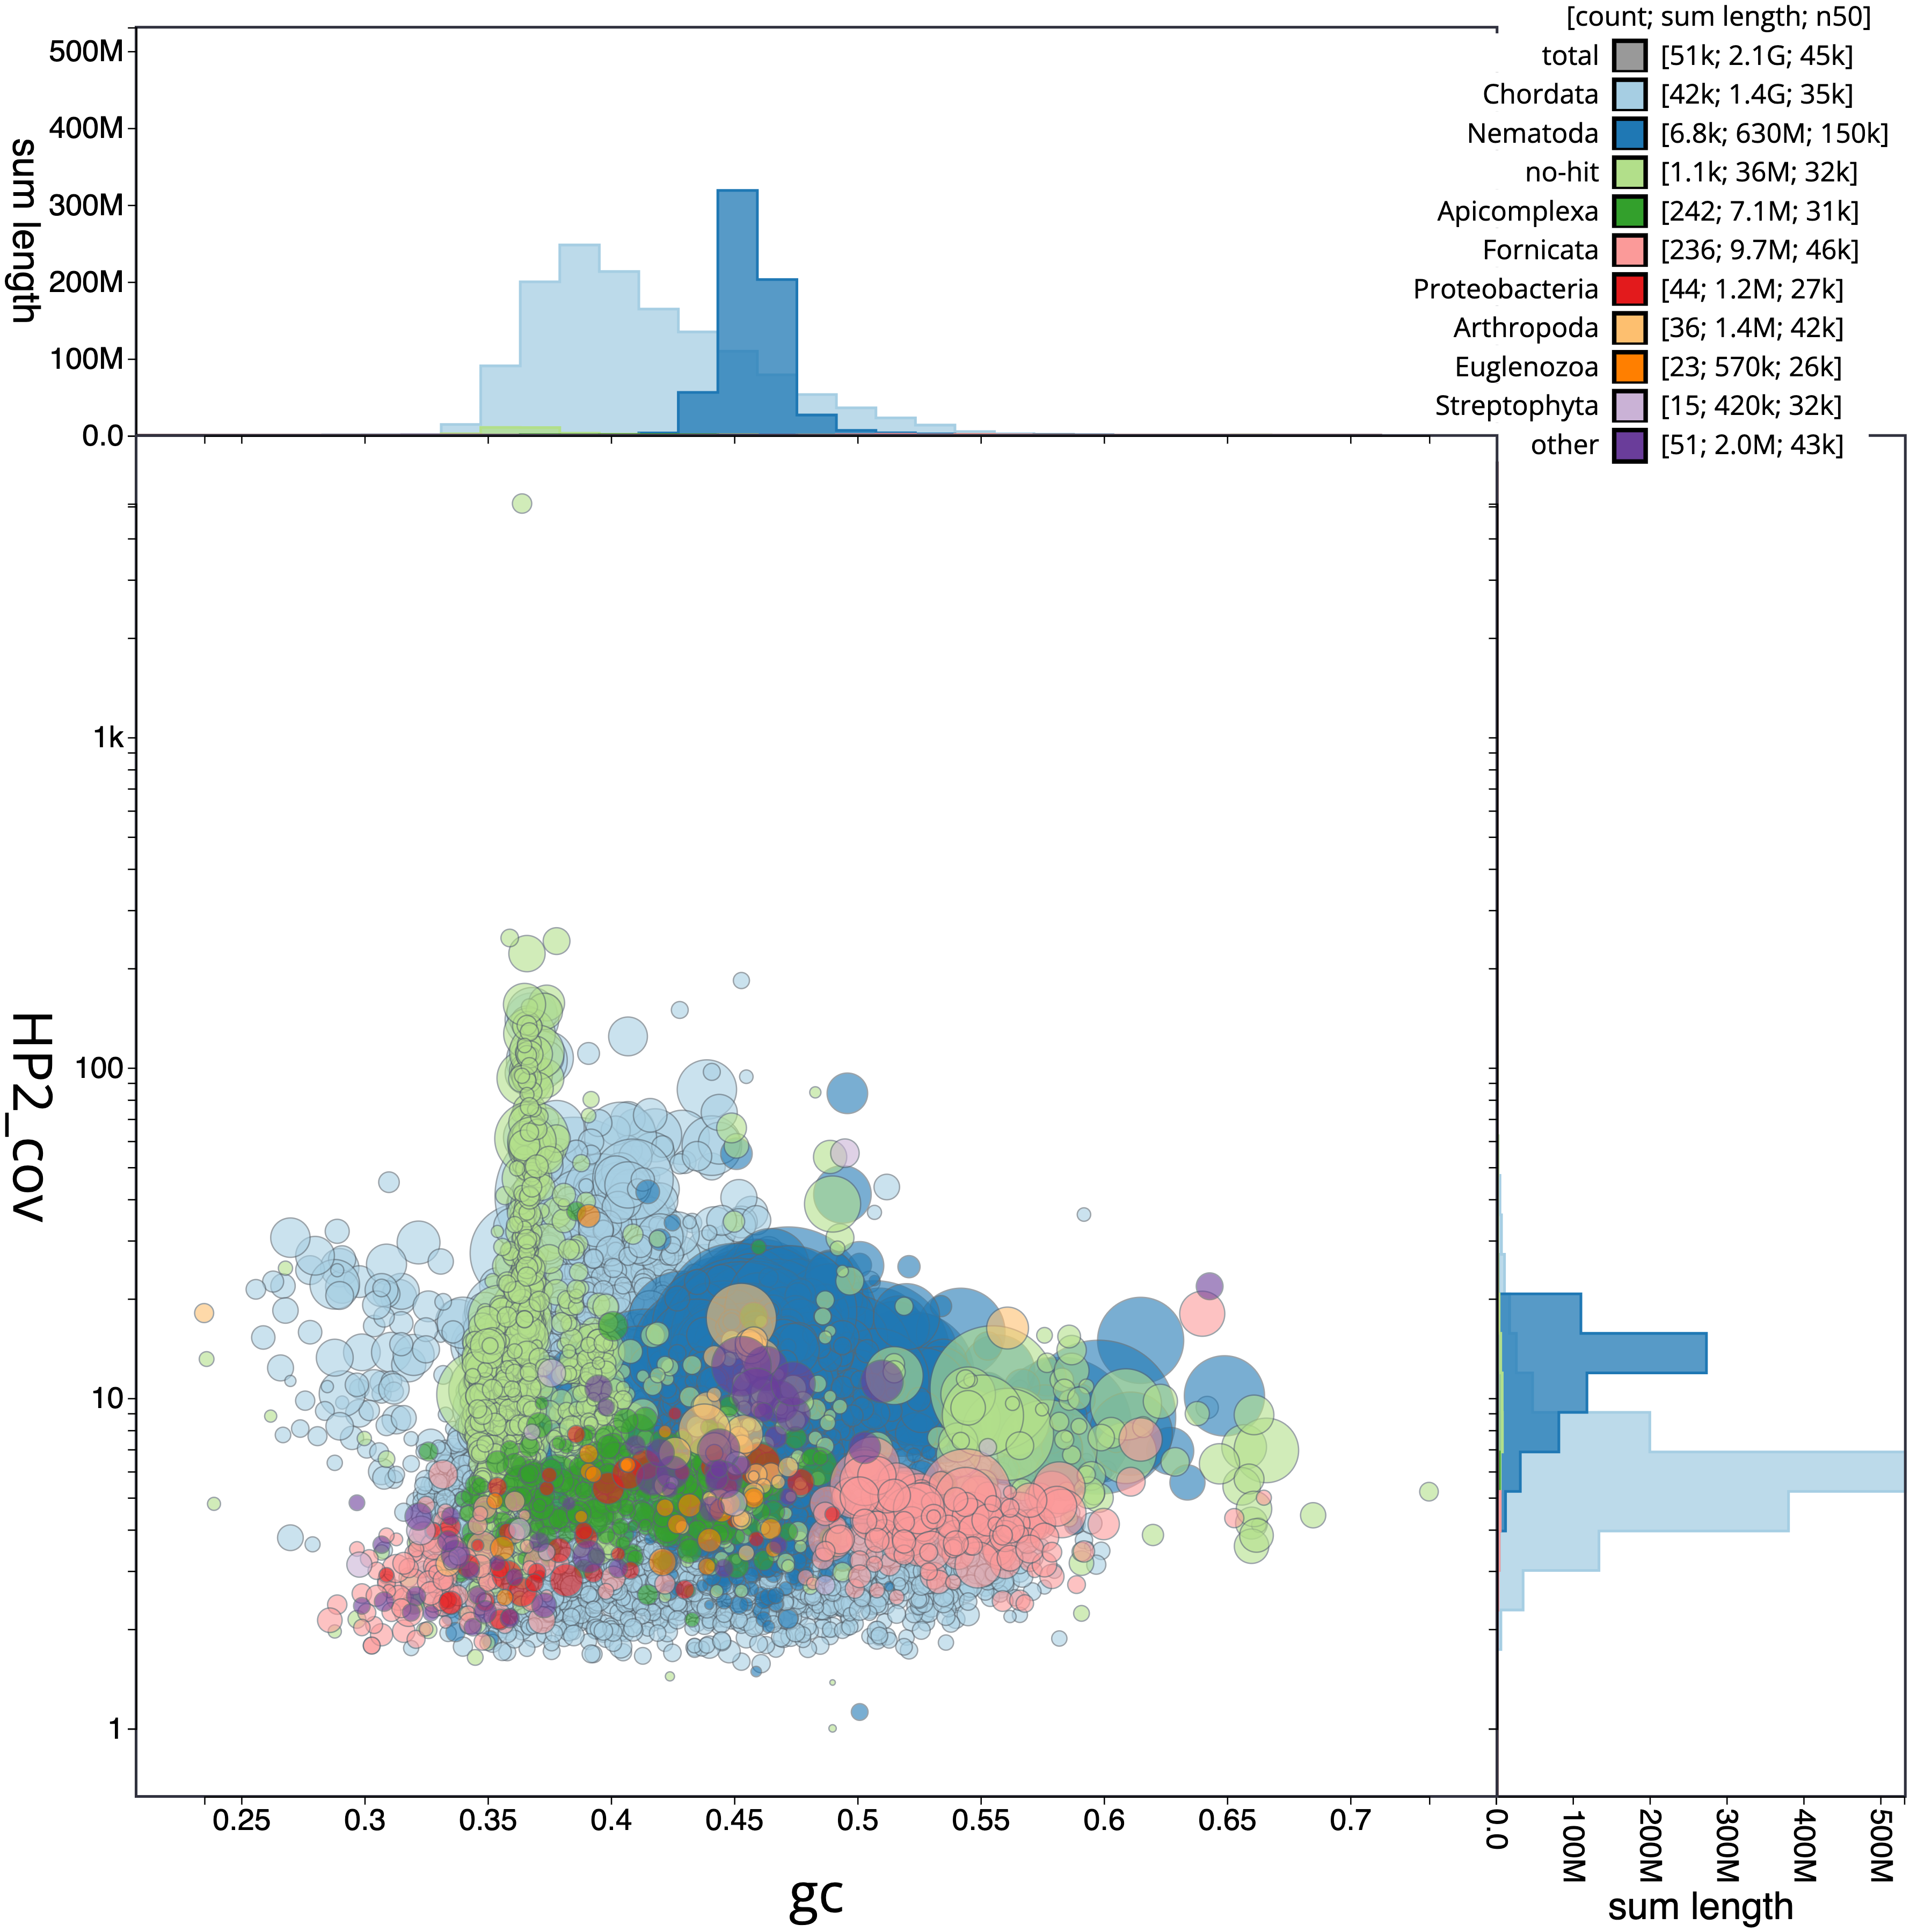 [count; sum length; n50]
total [51k; 2.1G; 45k]
Chordata [42k; 1.4G; 35k]
Nematoda [6.8k; 630M; 150k]
no-hit [1.1k; 36M; 32k]
Apicomplexa [242; 7.1M; 31k]
Fornicata [236; 9.7M; 46k]
Proteobacteria [44; 1.2M; 27k]
Arthropoda [36; 1.4M; 42k]
Euglenozoa [23; 570k; 26k]
Streptophyta [15; 420k; 32k]
other [51; 2.0M; 43k]
sum length
500M
400M
300M
200M
100M
0.0
HP2_cov
1k
100
10
1
0.25 0.3 0.35 0.4 0.45 0.5 0.55 0.6 0.65 0.7
gc
0.0 100M 200M 300M 400M 500M
sum length